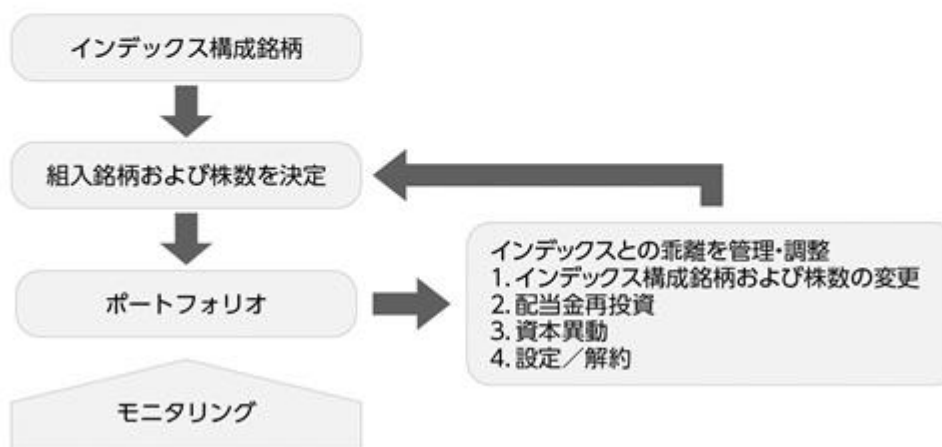 インデックス構成銘柄
組入銘柄および株数を決定
ポートフォリオ
モニタリング
インデックスとの乖離を管理・調整
1. インデックス構成銘柄および株数の変更
2. 配当金再投資
3. 資本異動
4. 設定／解約